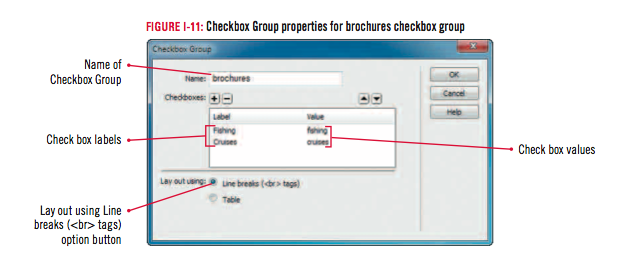 FIGURE I-11: Checkbox Group properties for brochures checkbox group
Checkbox Group
Name of
Checkbox Group
Name: brochures
OK
Checkboxes:
Cancel
Help
Label Value
Check box labels
Fishing fishing
Cruises cruises
Check box values
Lay out using: Line breaks (<br> tags)
Table
Lay out using Line
breaks (<br> tags)
option button